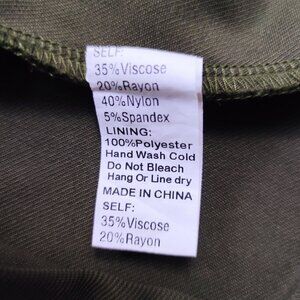 SELF:
35%Viscose
20%Rayon
40%Nylon
5%Spandex
LINING:
100%Polyester
Hand Wash Cold
Do Not Bleach
Hang Or Line dry
MADE IN CHINA
SELF:
35%Viscose
20%Rayon